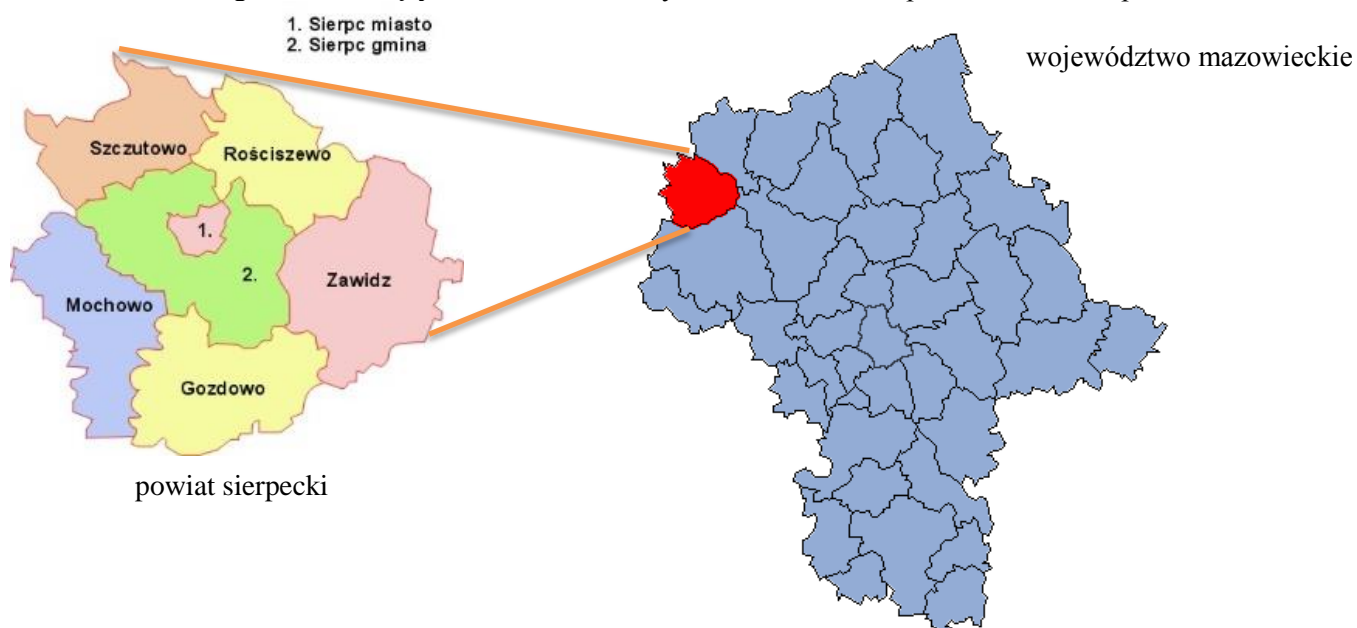 1. Sierpc miasto
2. Sierpc gmina
województwo mazowieckie
Szczutowo
Rościszewo
1.
2.
Zawidz
Mochowo
Gozdowo
powiat sierpecki